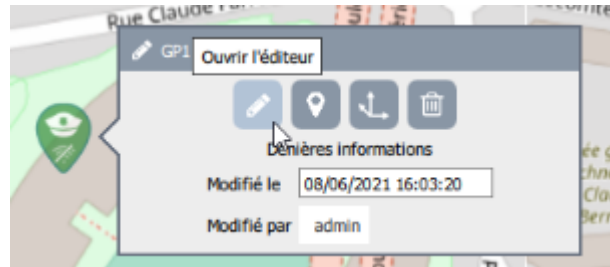 Rue Claude
GP1
Ouvrir l'éditeur
Dernières informations
Modifié le 08/06/2021 16:03:20
Modifié par admin